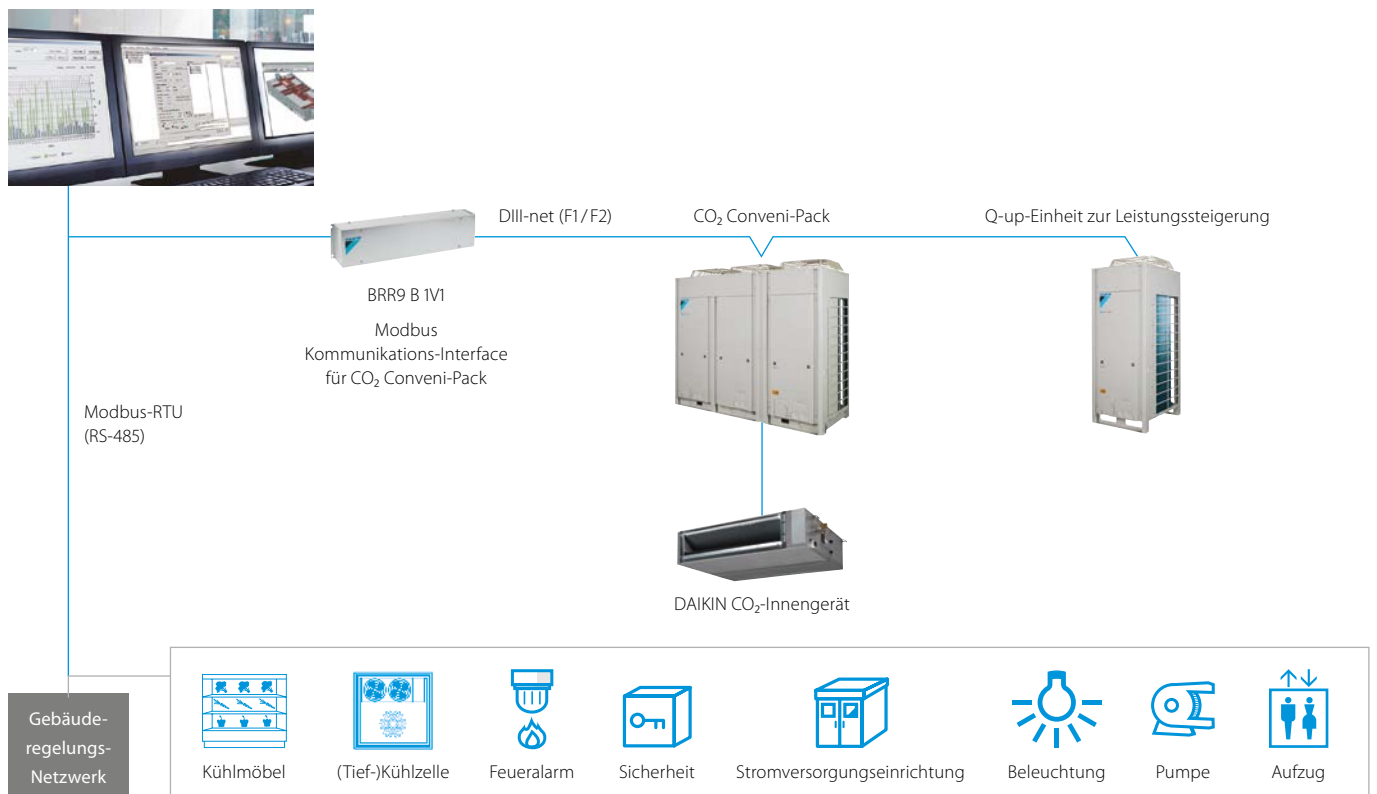 DIII-net (F1/F2)
CO₂ Conveni-Pack
Q-up-Einheit zur Leistungssteigerung
BRR9 B 1V1
Modbus
Kommunikations-Interface
für CO₂ Conveni-Pack
Modbus-RTU
(RS-485)
DAIKIN CO₂-Innengerät
Gebäude-
regelungs-
Netzwerk
Kühlmöbel
(Tief-)Kühlzelle
Feueralarm
Sicherheit
Stromversorgungseinrichtung
Beleuchtung
Pumpe
Aufzug